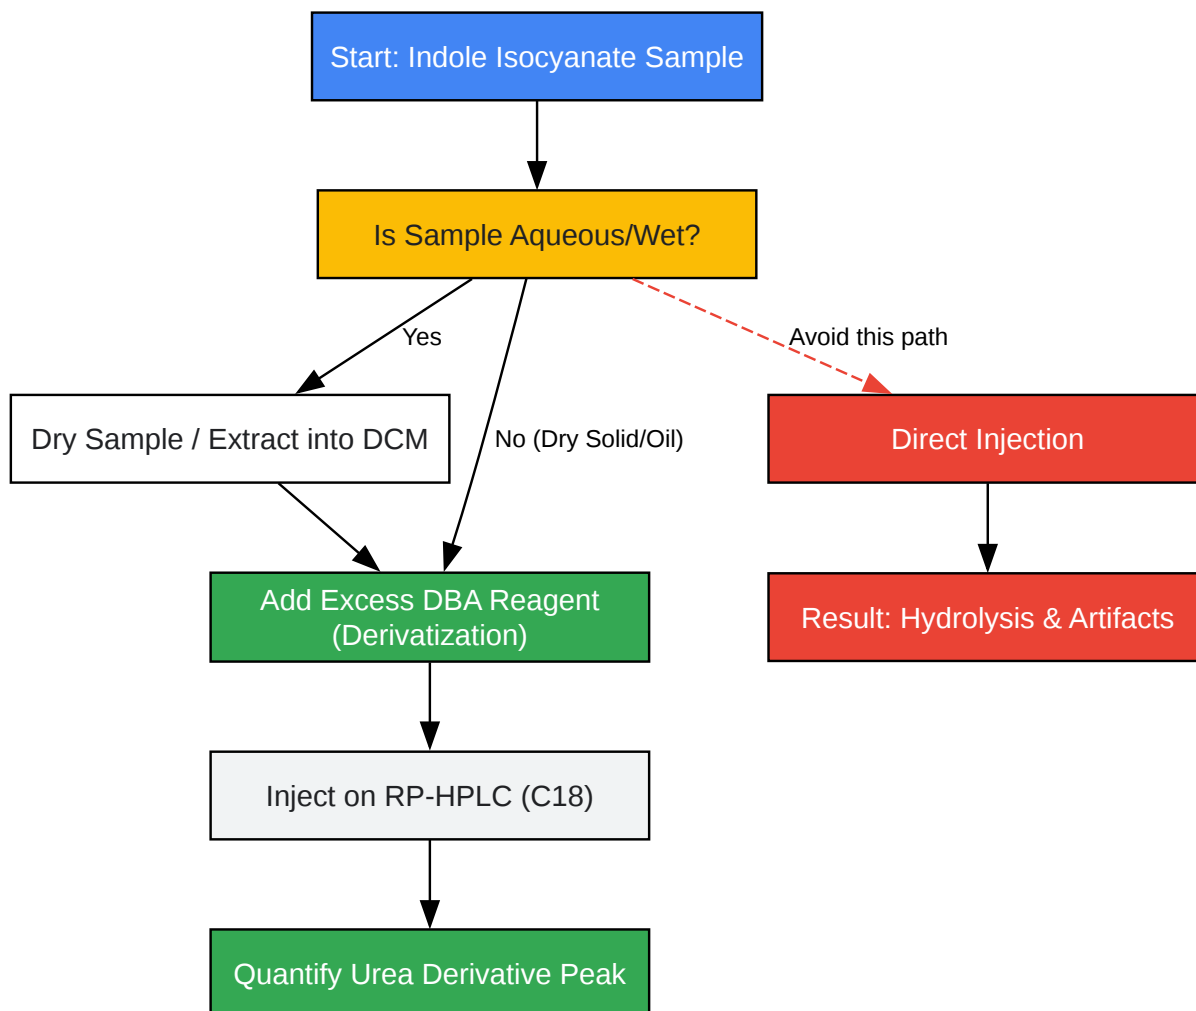 Start: Indole Isocyanate Sample
Is Sample Aqueous/Wet?
Yes
Avoid this path
Dry Sample / Extract into DCM
No (Dry Solid/Oil)
Direct Injection
Add Excess DBA Reagent
(Derivatization)
Result: Hydrolysis & Artifacts
Inject on RP-HPLC (C18)
Quantify Urea Derivative Peak